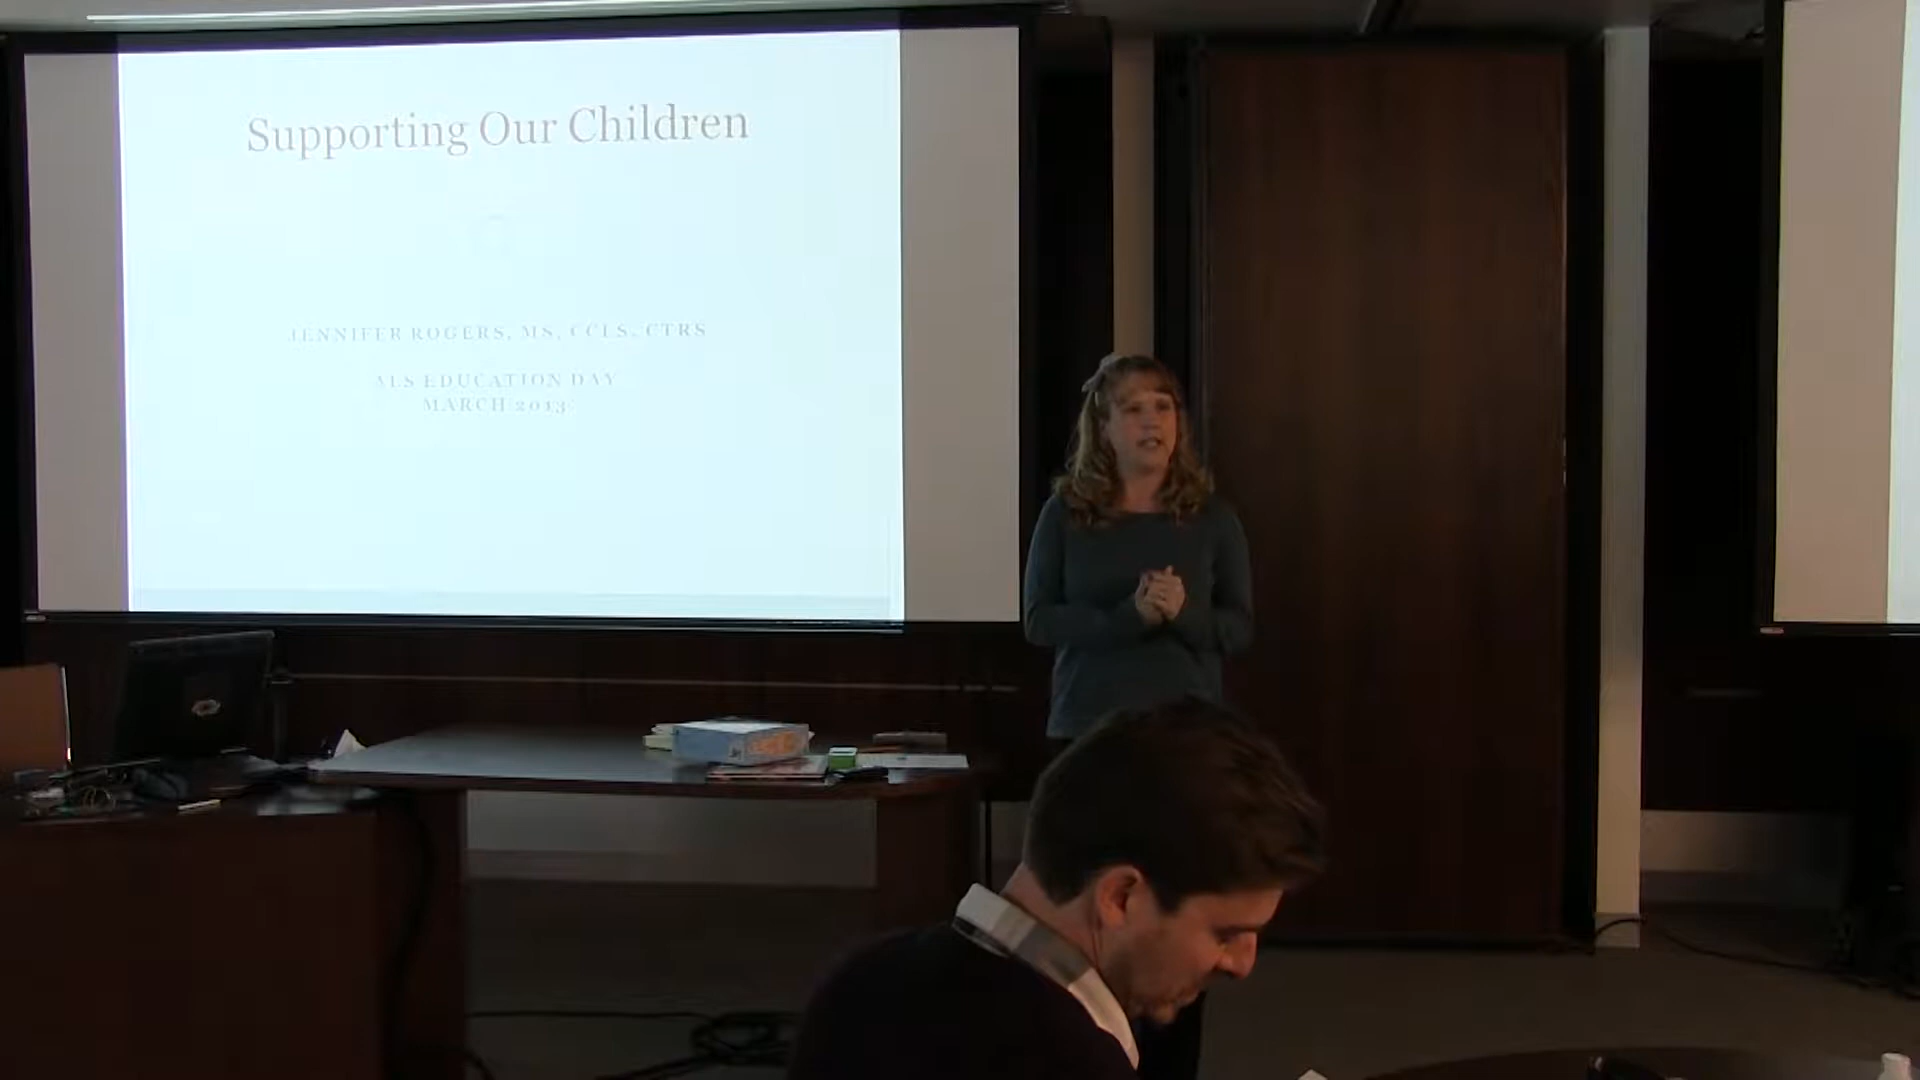 Supporting Our Children
JENNIFER ROGERS, MS, CCLS, CTRS
ALS EDUCATION DAY
MARCH 2013